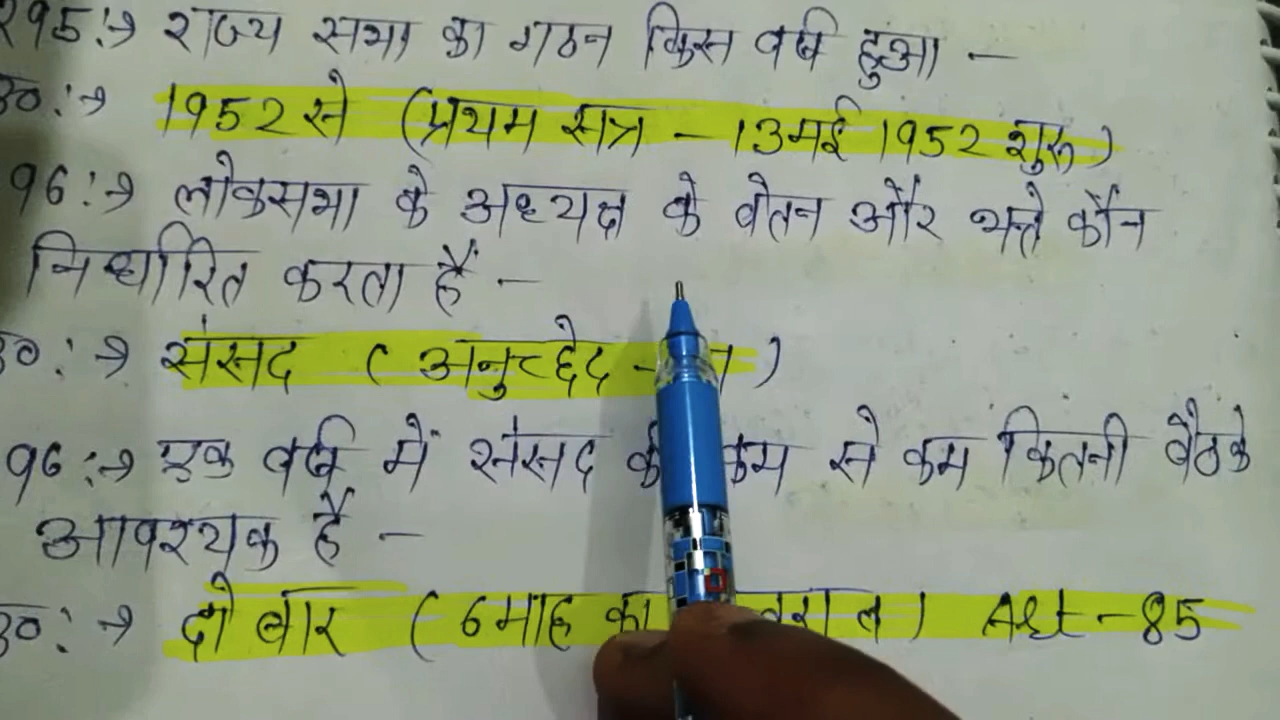 295:→ राज्य सभा का गठन किस वर्ष हुआ –
उ०:→ 1952 से (प्रथम सत्र – 13 मई 1952 शुरू)
96:→ लोकसभा के अध्यक्ष के वेतन और भत्ते कौन
निर्धारित करता हैं –
उ०:→ संसद (अनुच्छेद - )
96:→ एक वर्ष में संसद की कम से कम कितनी बैठके
आवश्यक है –
उ०:→ दो बार (6 माह का ) Art – 85